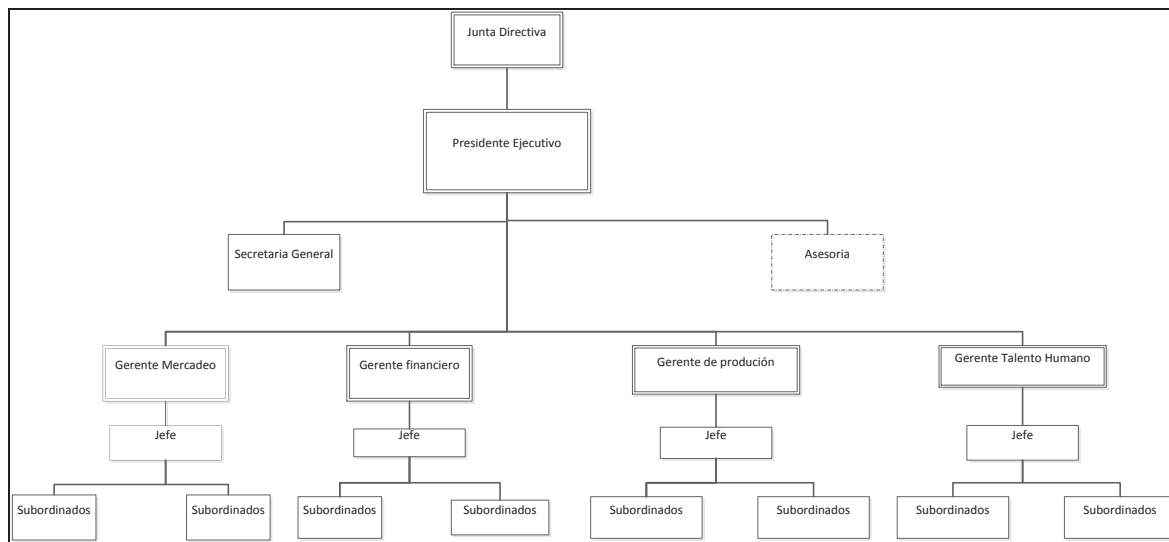 Junta Directiva
Presidente Ejecutivo
Secretaria General
Asesoria
Gerente Mercadeo
Gerente financiero
Gerente de produción
Gerente Talento Humano
Jefe
Jefe
Jefe
Jefe
Subordinados
Subordinados
Subordinados
Subordinados
Subordinados
Subordinados
Subordinados
Subordinados